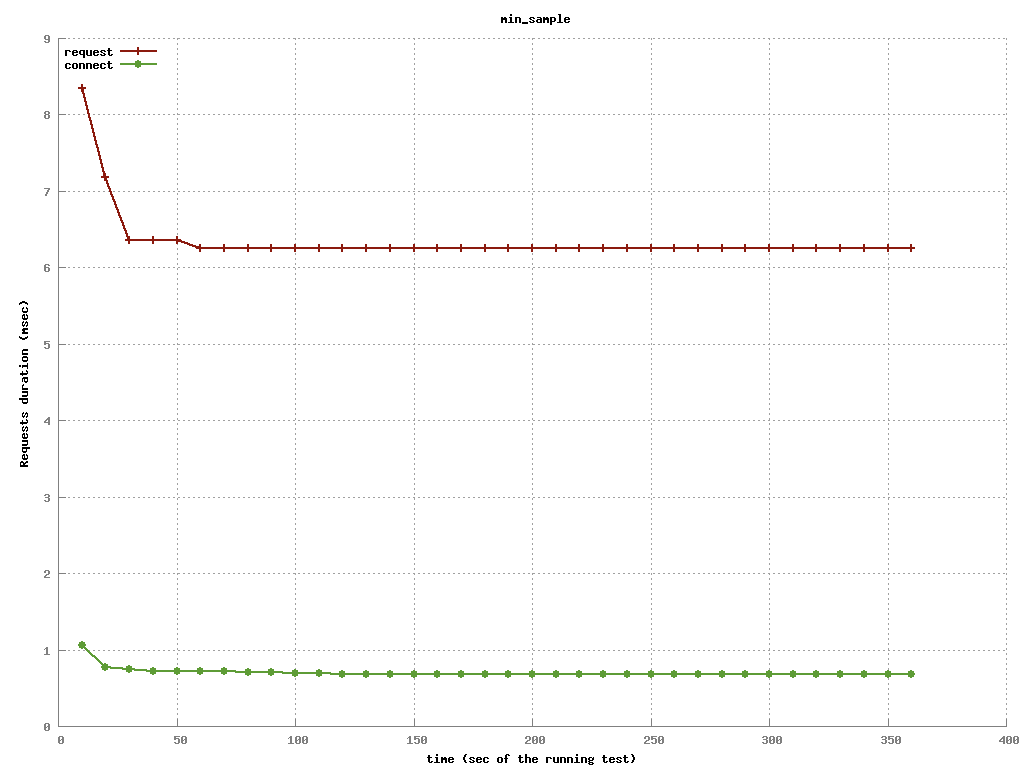 min_sample
9
request
connect
8
7
6
5
4
3
2
1
0
Requests duration (msec)
0 50 100 150 200 250 300 350 400
time (sec of the running test)